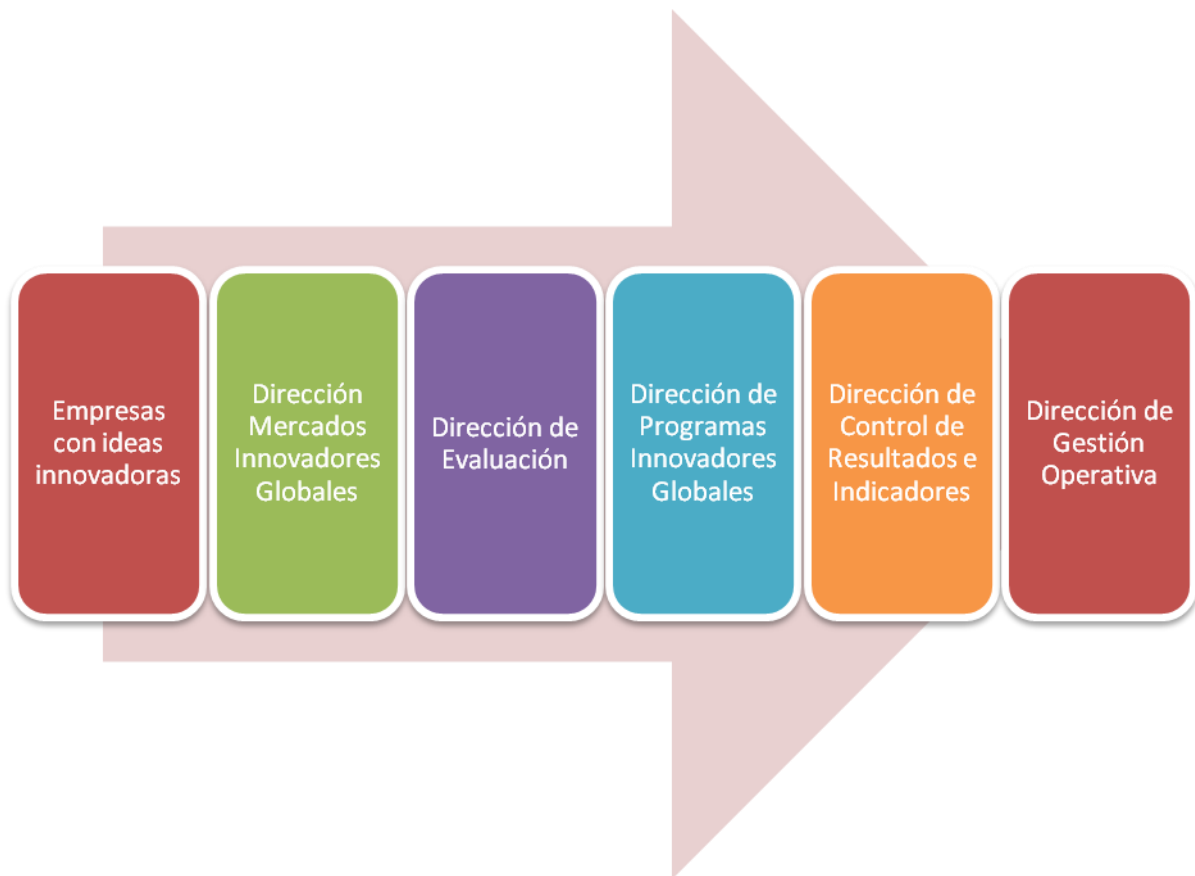 Empresas
con ideas
innovadoras
Dirección
Mercados
Innovadores
Globales
Dirección de
Evaluación
Dirección de
Programas
Innovadores
Globales
Dirección de
Control de
Resultados e
Indicadores
Dirección de
Gestión
Operativa